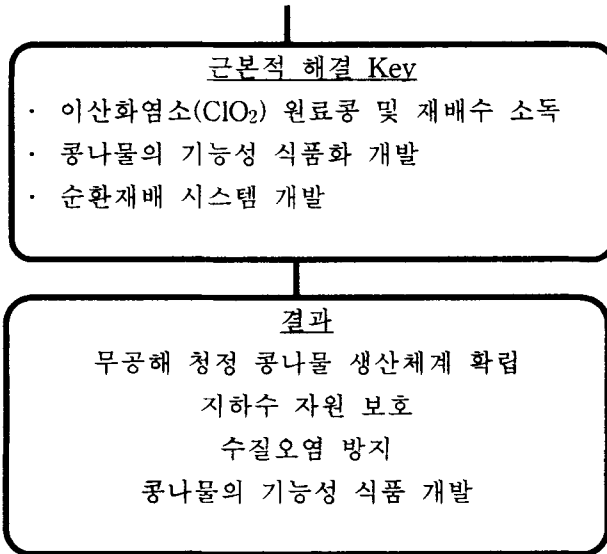 근본적 해결 Key
· 이산화염소(ClO₂) 원료콩 및 재배수 소독
· 콩나물의 기능성 식품화 개발
· 순환재배 시스템 개발
결과
무공해 청정 콩나물 생산체계 확립
지하수 자원 보호
수질오염 방지
콩나물의 기능성 식품 개발